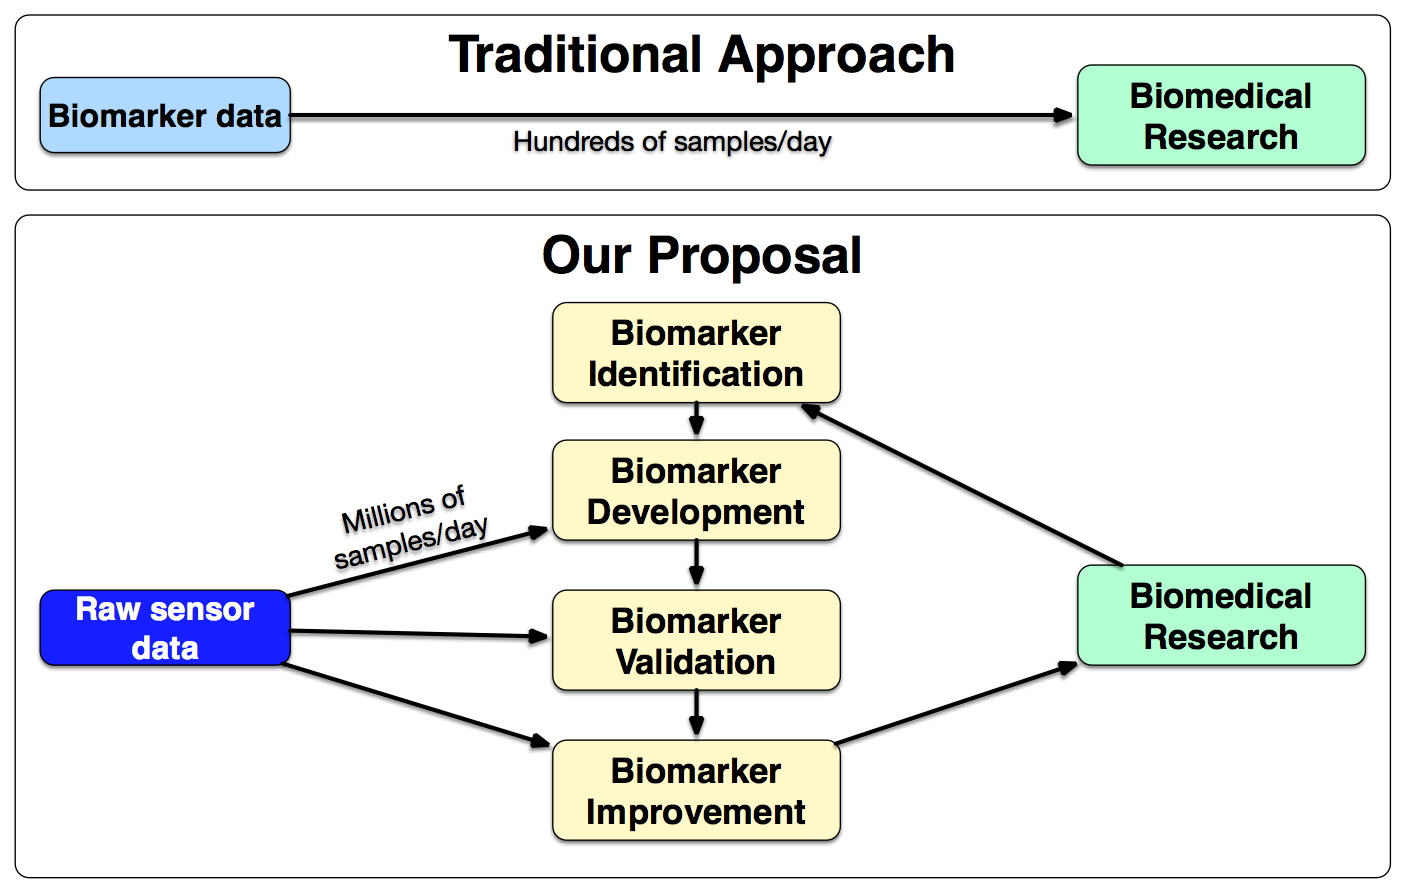 Traditional Approach
Biomarker data
Hundreds of samples/day
Biomedical
Research
Our Proposal
Biomarker
Identification
Biomarker
Development
Millions of
samples/day
Raw sensor
data
Biomarker
Validation
Biomedical
Research
Biomarker
Improvement